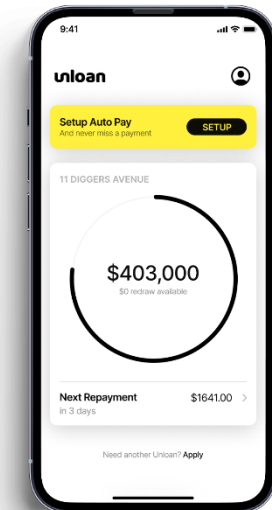 9:41
unloan
Setup Auto Pay
And never miss a payment
SETUP
11 DIGGERS AVENUE
$403,000
$0 redraw available
Next Repayment
$1641.00
in 3 days
Need another Unloan? Apply